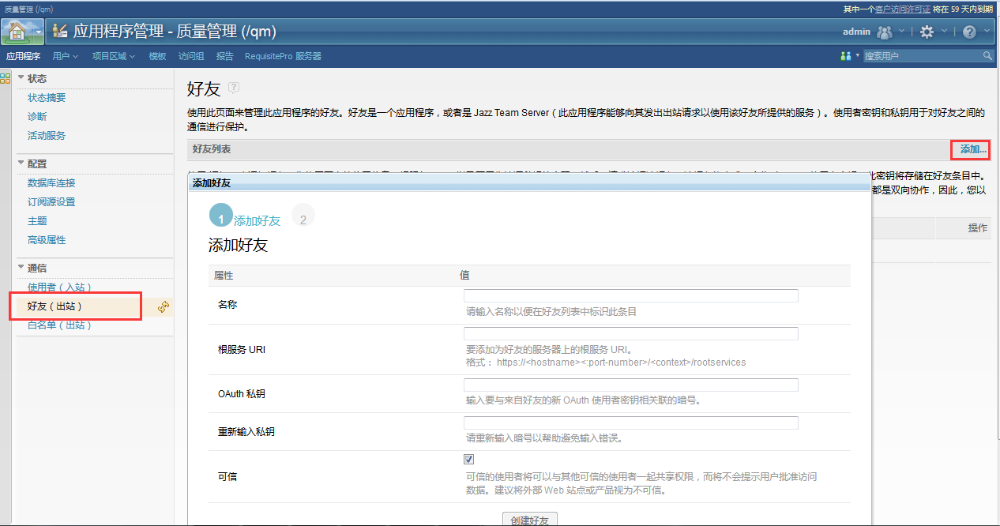 质量管理 (/qm)
其中一个客户访问许可证 将在 59 天内到期
应用程序管理 - 质量管理 (/qm)
admin
应用程序 用户 项目区域 模板 访问组 报告 RequisitePro 服务器
搜索用户
状态
状态摘要
诊断
活动服务
配置
数据库连接
订阅源设置
主题
高级属性
通信
使用者（入站）
好友（出站）
白名单（出站）
好友
使用此页面来管理此应用程序的好友。好友是一个应用程序，或者是 Jazz Team Server（此应用程序能够向其发出出站请求以使用该好友所提供的服务）。使用者密钥和私钥用于对好友之间的
通信进行保护。
好友列表
添加...
此密钥将存储在好友条目中。
都是双向协作，因此，您以
操作
添加好友
1 添加好友 2
添加好友
属性 值
名称
请输入名称以便在好友列表中标识此条目
根服务 URI
要添加为好友的服务器上的根服务 URI。
格式： https://<hostname><:port-number>/<context>/rootservices
OAuth 私钥
输入要与来自好友的新 OAuth 使用者密钥相关联的暗号。
重新输入私钥
请重新输入暗号以帮助避免输入错误。
可信
可信的使用者将可以与其他可信的使用者一起共享权限，而将不会提示用户批准访问
数据。建议将外部 Web 站点或产品视为不可信。
创建好友